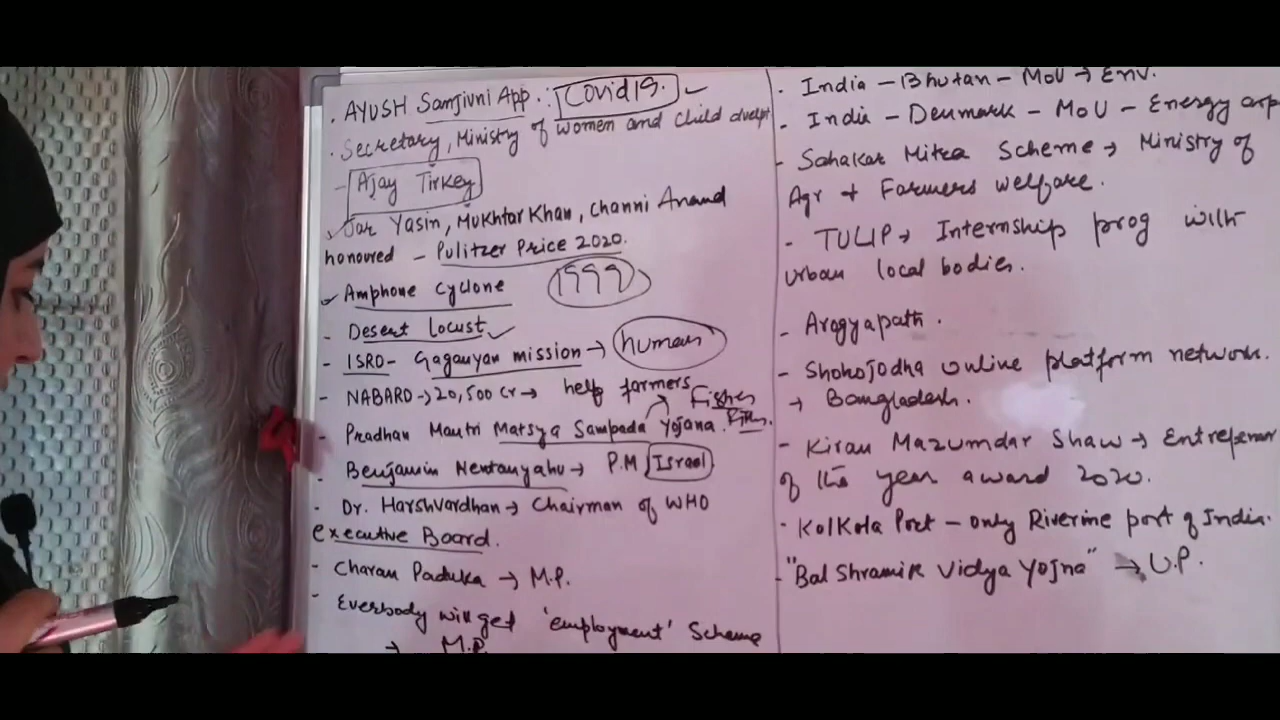 . AYUSH Sanjivni App. : Covid19.
. Secretary, Ministry of women and child dvelpt
- Ajay Tirkey
Dar Yasin, Mukhtar Khan, Channi Anand
honoured - Pulitzer Price 2020.
Amphone Cyclone 1999
- Desert Locust
- ISRO - Gaganyan mission → human
- NABARD → 20,500 Cr → help farmers
- Pradhan Mantri Matsya Sampada Yojana.
- Benjamin Nentanyahu → P.M Israel
- Dr. Harshvardhan → Chairman of WHO
executive Board.
- Charan Paduka → M.P.
- Everbody will get 'employment' Scheme
→ M.P.
. India - Bhutan - MoU → Env.
- India - Denmark - MoU - Energy
- Sahakar Mitra Scheme → Ministry of
Agr + Farmers welfare.
- TULIP → Internship prog with
urban local bodies.
- Arogyapath.
- Shohojodha online platform network.
→ Bangladesh.
- Kiran Mazumdar Shaw → Entreprenur
of the year award 2020.
- Kolkola Port - only Riverine port of India.
- "Bal Shramik Vidya Yojna" → U.P.